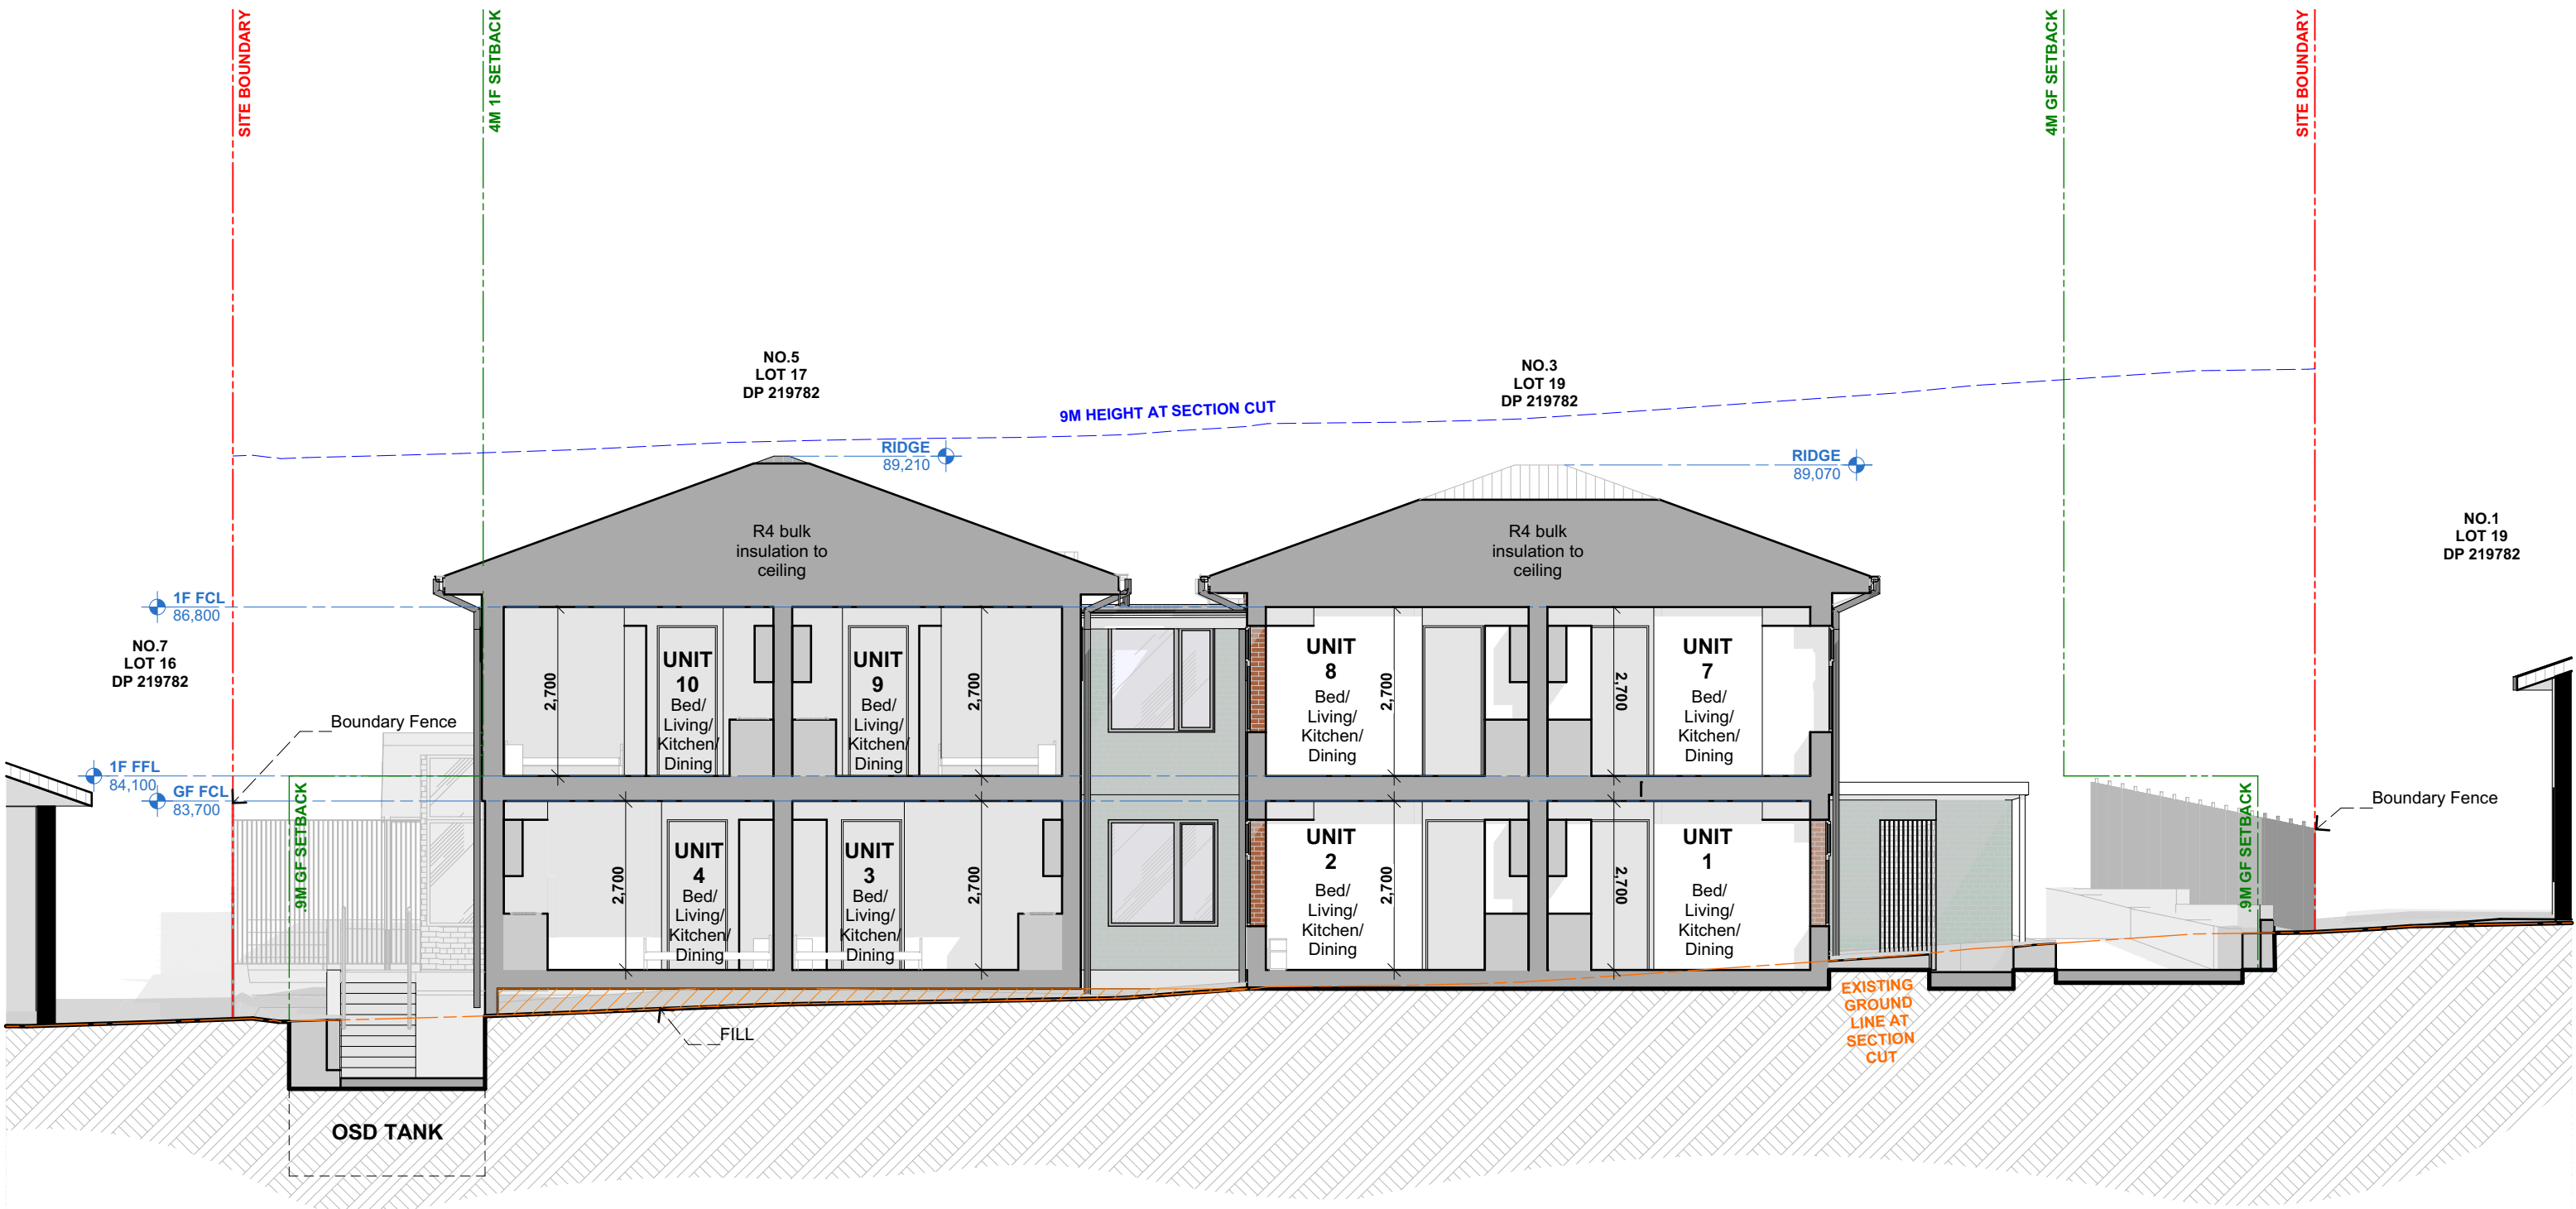 SITE BOUNDARY
4M 1F SETBACK
4M GF SETBACK
SITE BOUNDARY
NO.5
LOT 17
DP 219782
NO.3
LOT 19
DP 219782
9M HEIGHT AT SECTION CUT
RIDGE
89,210
RIDGE
89,070
NO.1
LOT 19
DP 219782
R4 bulk
insulation to
ceiling
R4 bulk
insulation to
ceiling
1F FCL
86,800
NO.7
LOT 16
DP 219782
2,700
UNIT
10
Bed/
Living/
Kitchen/
Dining
UNIT
9
Bed/
Living/
Kitchen/
Dining
2,700
UNIT
8
Bed/
Living/
Kitchen/
Dining
2,700
2,700
UNIT
7
Bed/
Living/
Kitchen/
Dining
Boundary Fence
1F FFL
84,100
GF FCL
83,700
.9M GF SETBACK
2,700
UNIT
4
Bed/
Living/
Kitchen/
Dining
UNIT
3
Bed/
Living/
Kitchen/
Dining
2,700
UNIT
2
Bed/
Living/
Kitchen/
Dining
2,700
2,700
UNIT
1
Bed/
Living/
Kitchen/
Dining
.9M GF SETBACK
Boundary Fence
EXISTING
GROUND
LINE AT
SECTION
CUT
FILL
OSD TANK